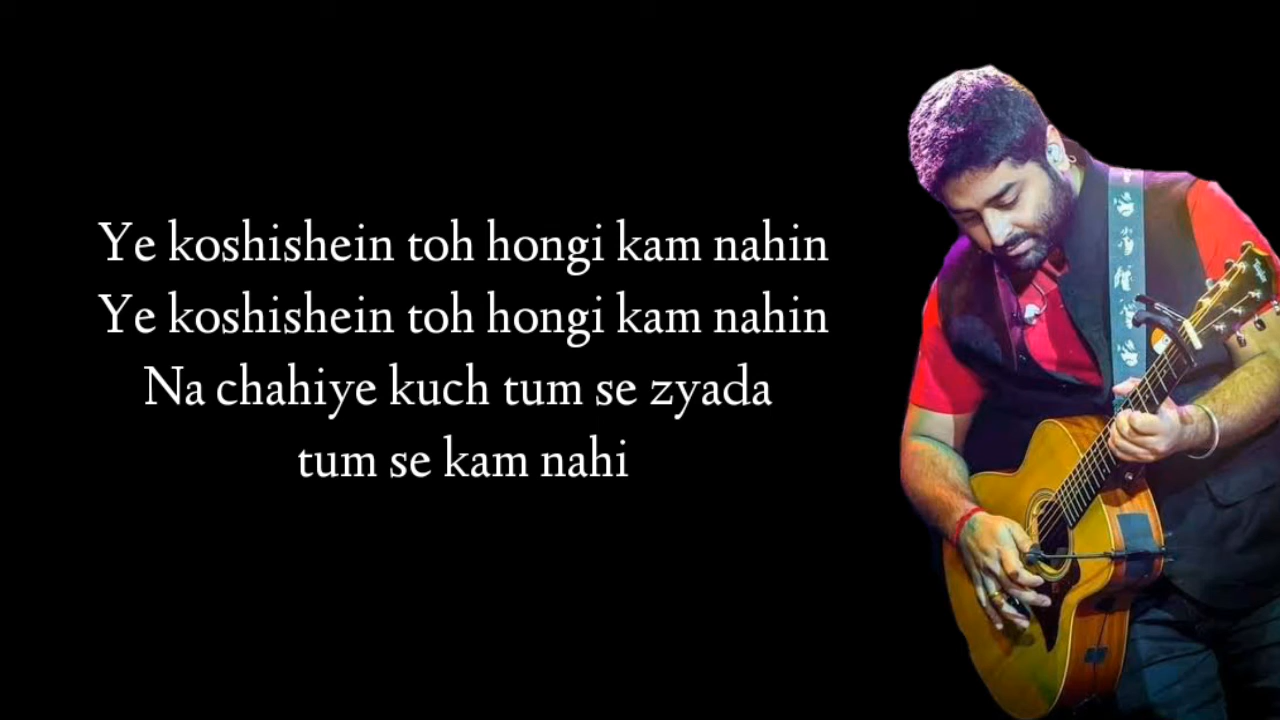 Ye koshishein toh hongi kam nahin
Ye koshishein toh hongi kam nahin
Na chahiye kuch tum se zyada
tum se kam nahi